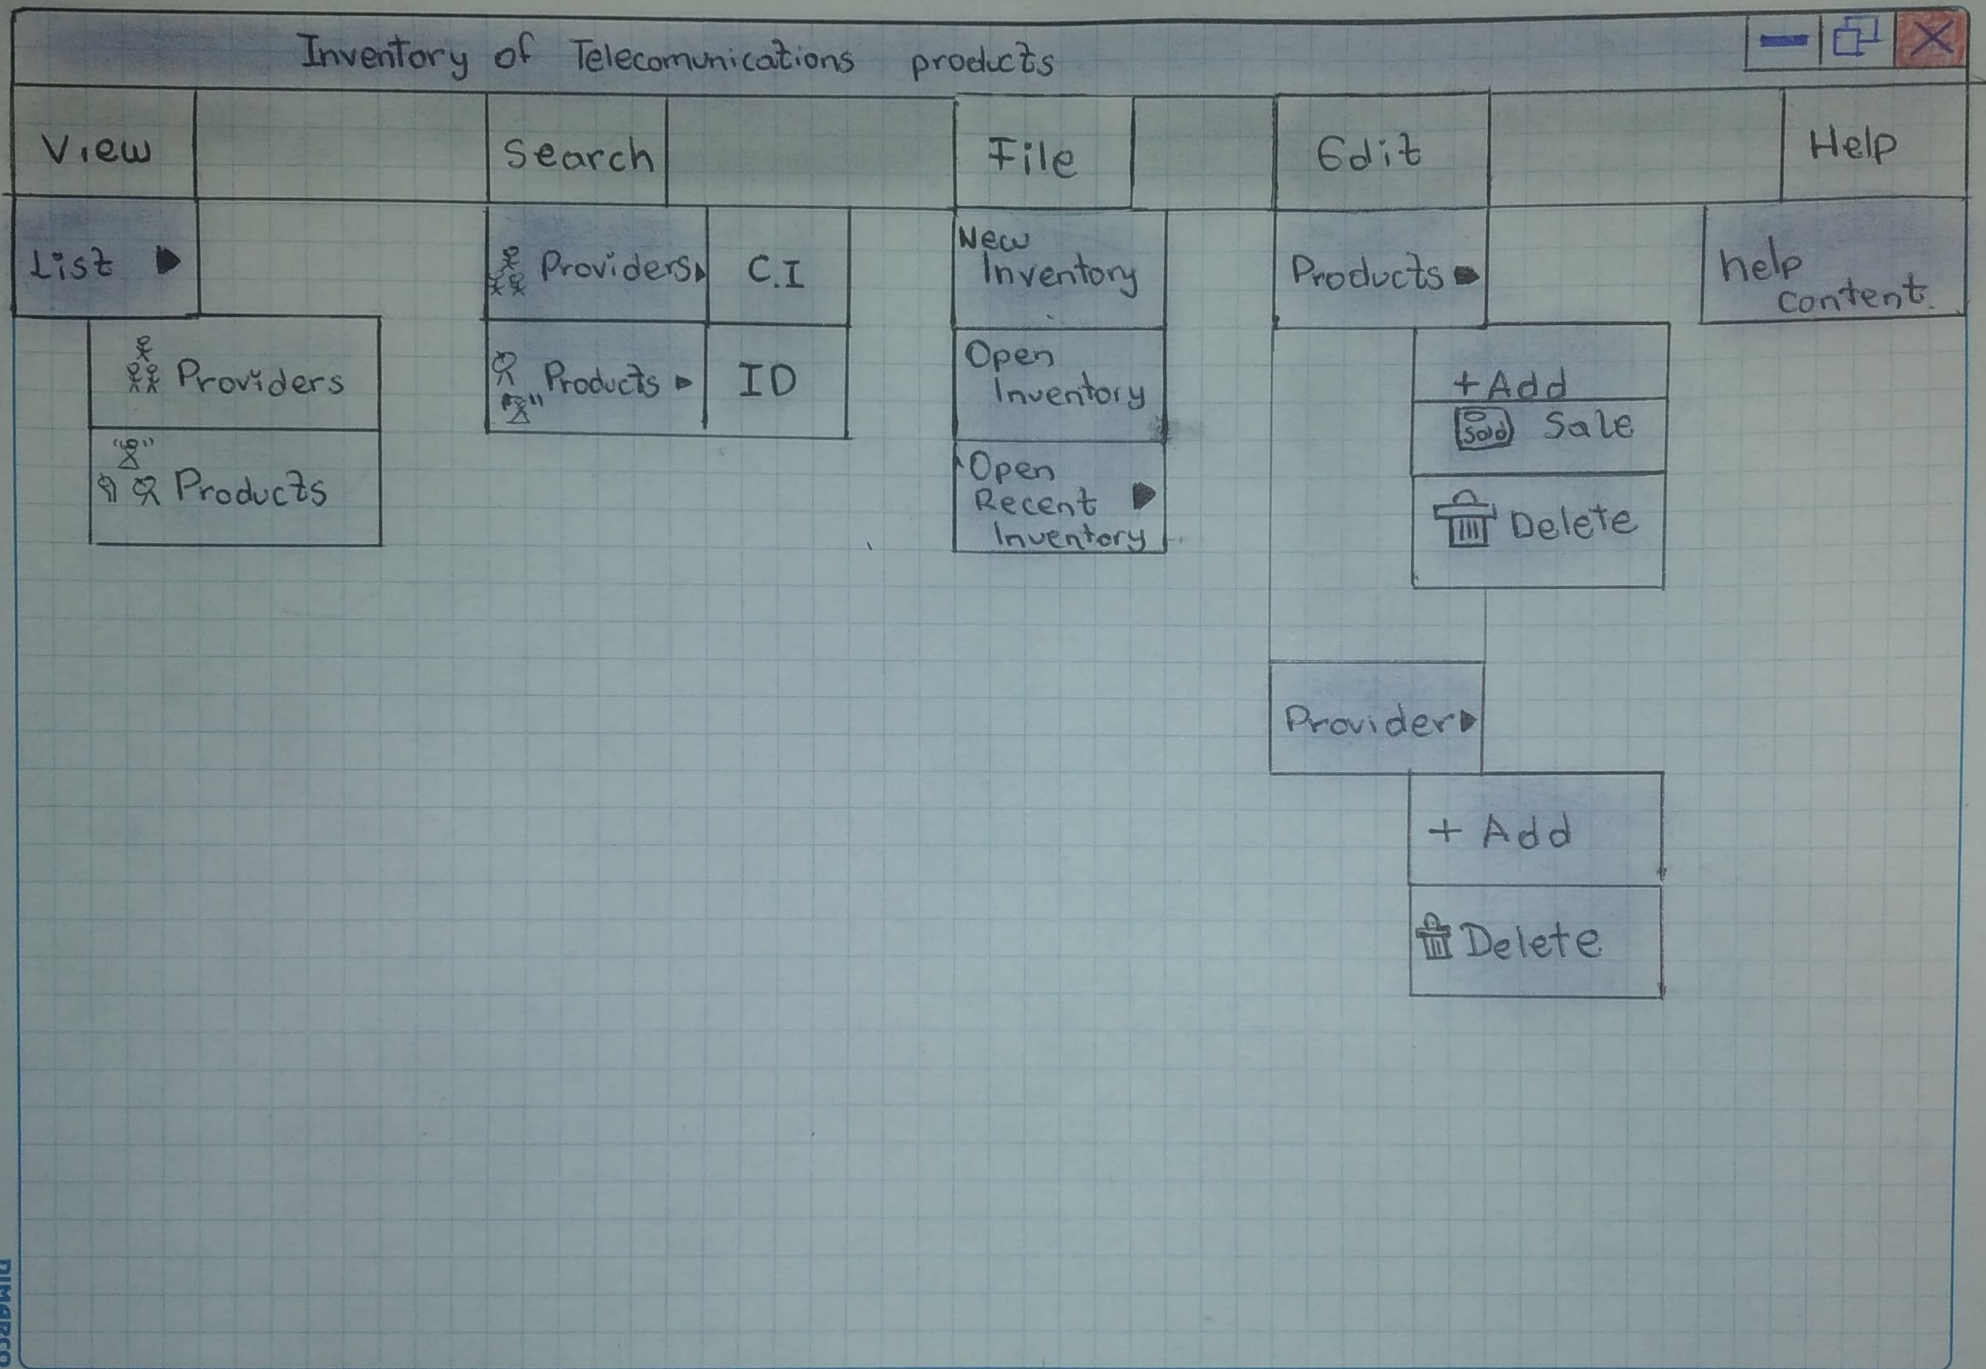 Inventory of Telecomunications products
View
Search
File
Edit
Help
List
Providers
Products
Providers
C.I
Products
ID
New
Inventory
Open
Inventory
Open
Recent
Inventory
Products
+ Add
Sold Sale
Delete
Provider
+ Add
Delete
help
content.
DIMARCO